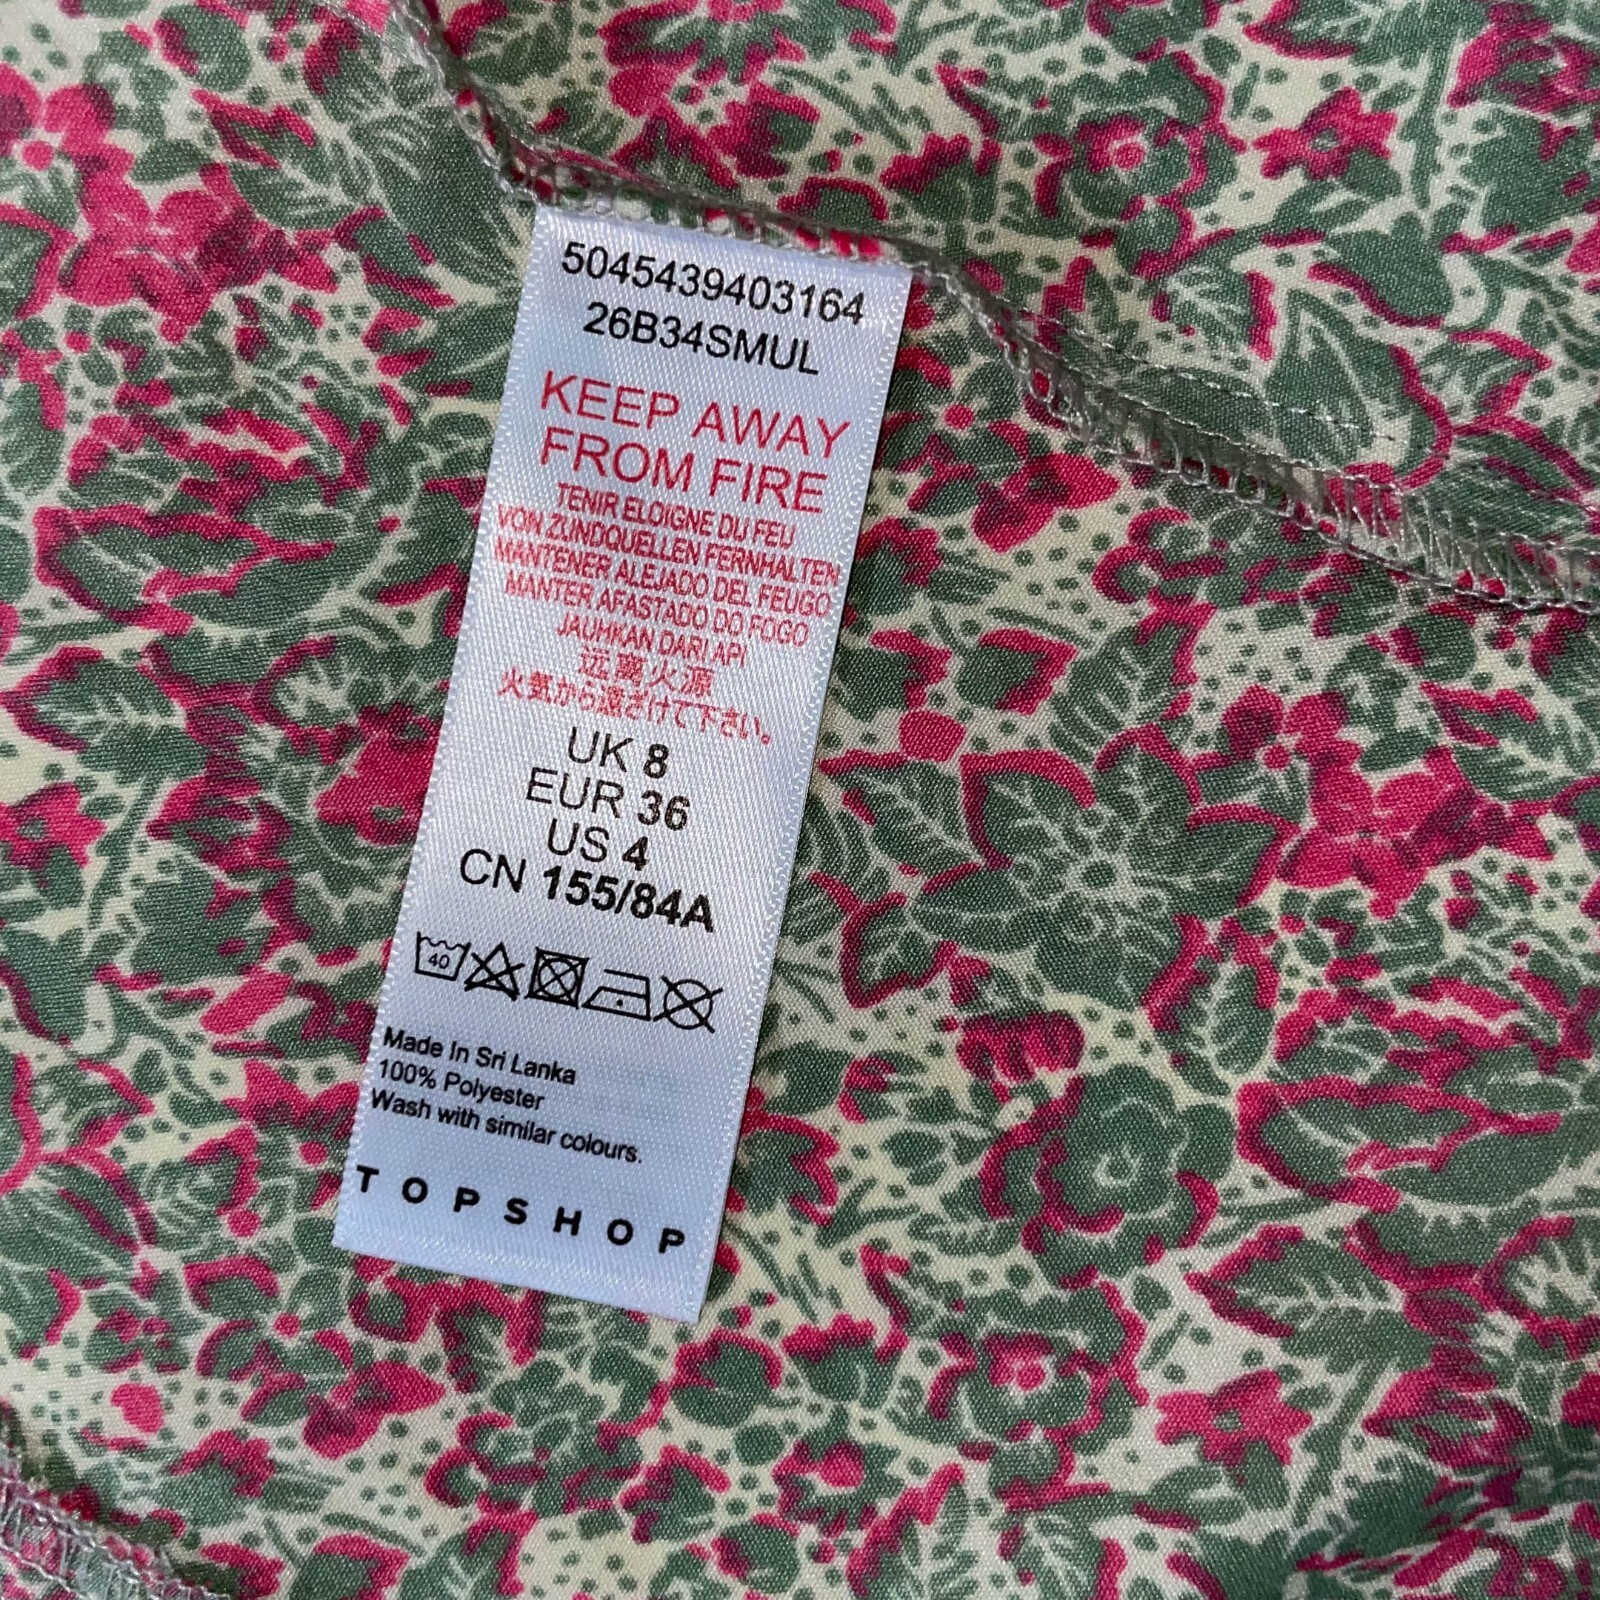 5045439403164
26B34SMUL
KEEP AWAY
FROM FIRE
TENIR ELOIGNE DU FEU
VON ZUNDQUELLEN FERNHALTEN
MANTENER ALEJADO DEL FEUGO
MANTER AFASTADO DO FOGO
JAUHKAN DARI API
远离火源
火気から遠ざけて下さい。
UK 8
EUR 36
US 4
CN 155/84A
40
Made In Sri Lanka
100% Polyester
Wash with similar colours.
TOPSHOP